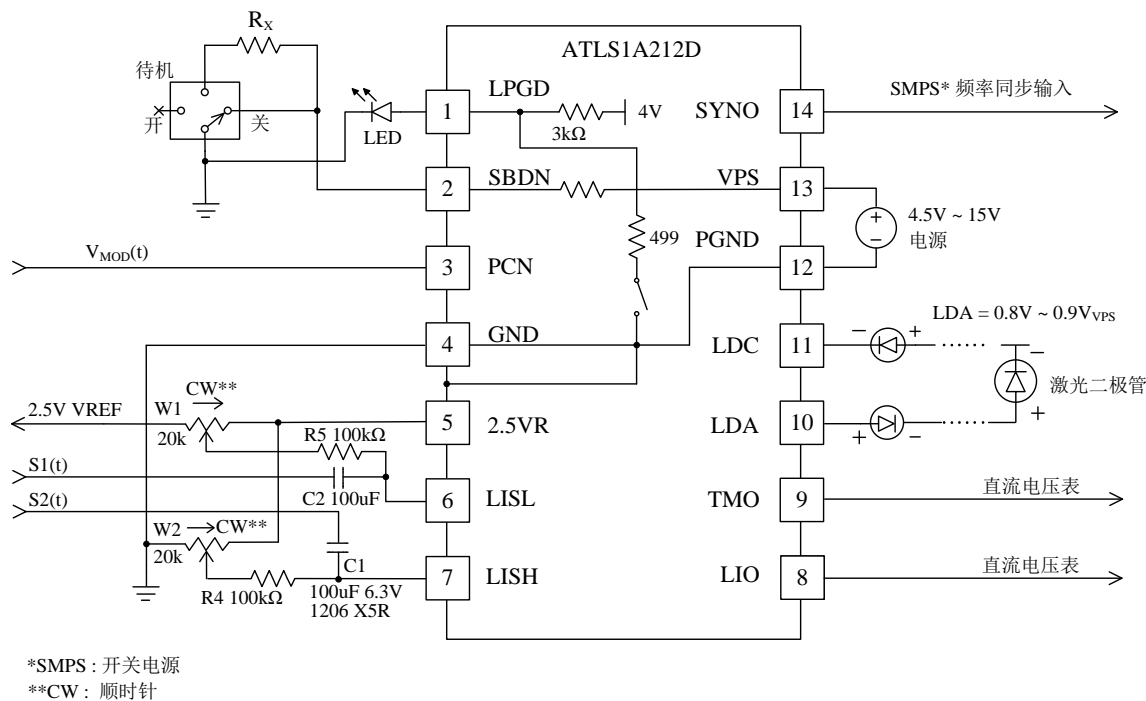 R_X
待机
开
关
LED
ATLS1A212D
1
LPGD
3kΩ
4V
SYNO
14
SMPS* 频率同步输入
2
SBDN
VPS
13
4.5V ~ 15V
电源
499
PGND
12
V_MOD(t)
3
PCN
4
GND
LDC
11
LDA = 0.8V ~ 0.9V_VPS
− +
......
−
激光二极管
+
CW**
2.5V VREF
W1
20k
5
2.5VR
LDA
10
+ −
......
R5 100kΩ
S1(t)
C2 100uF
6
LISL
TMO
9
直流电压表
S2(t)
W2
CW**
20k
C1
100uF 6.3V
1206 X5R
R4 100kΩ
7
LISH
LIO
8
直流电压表
*SMPS : 开关电源
**CW : 顺时针